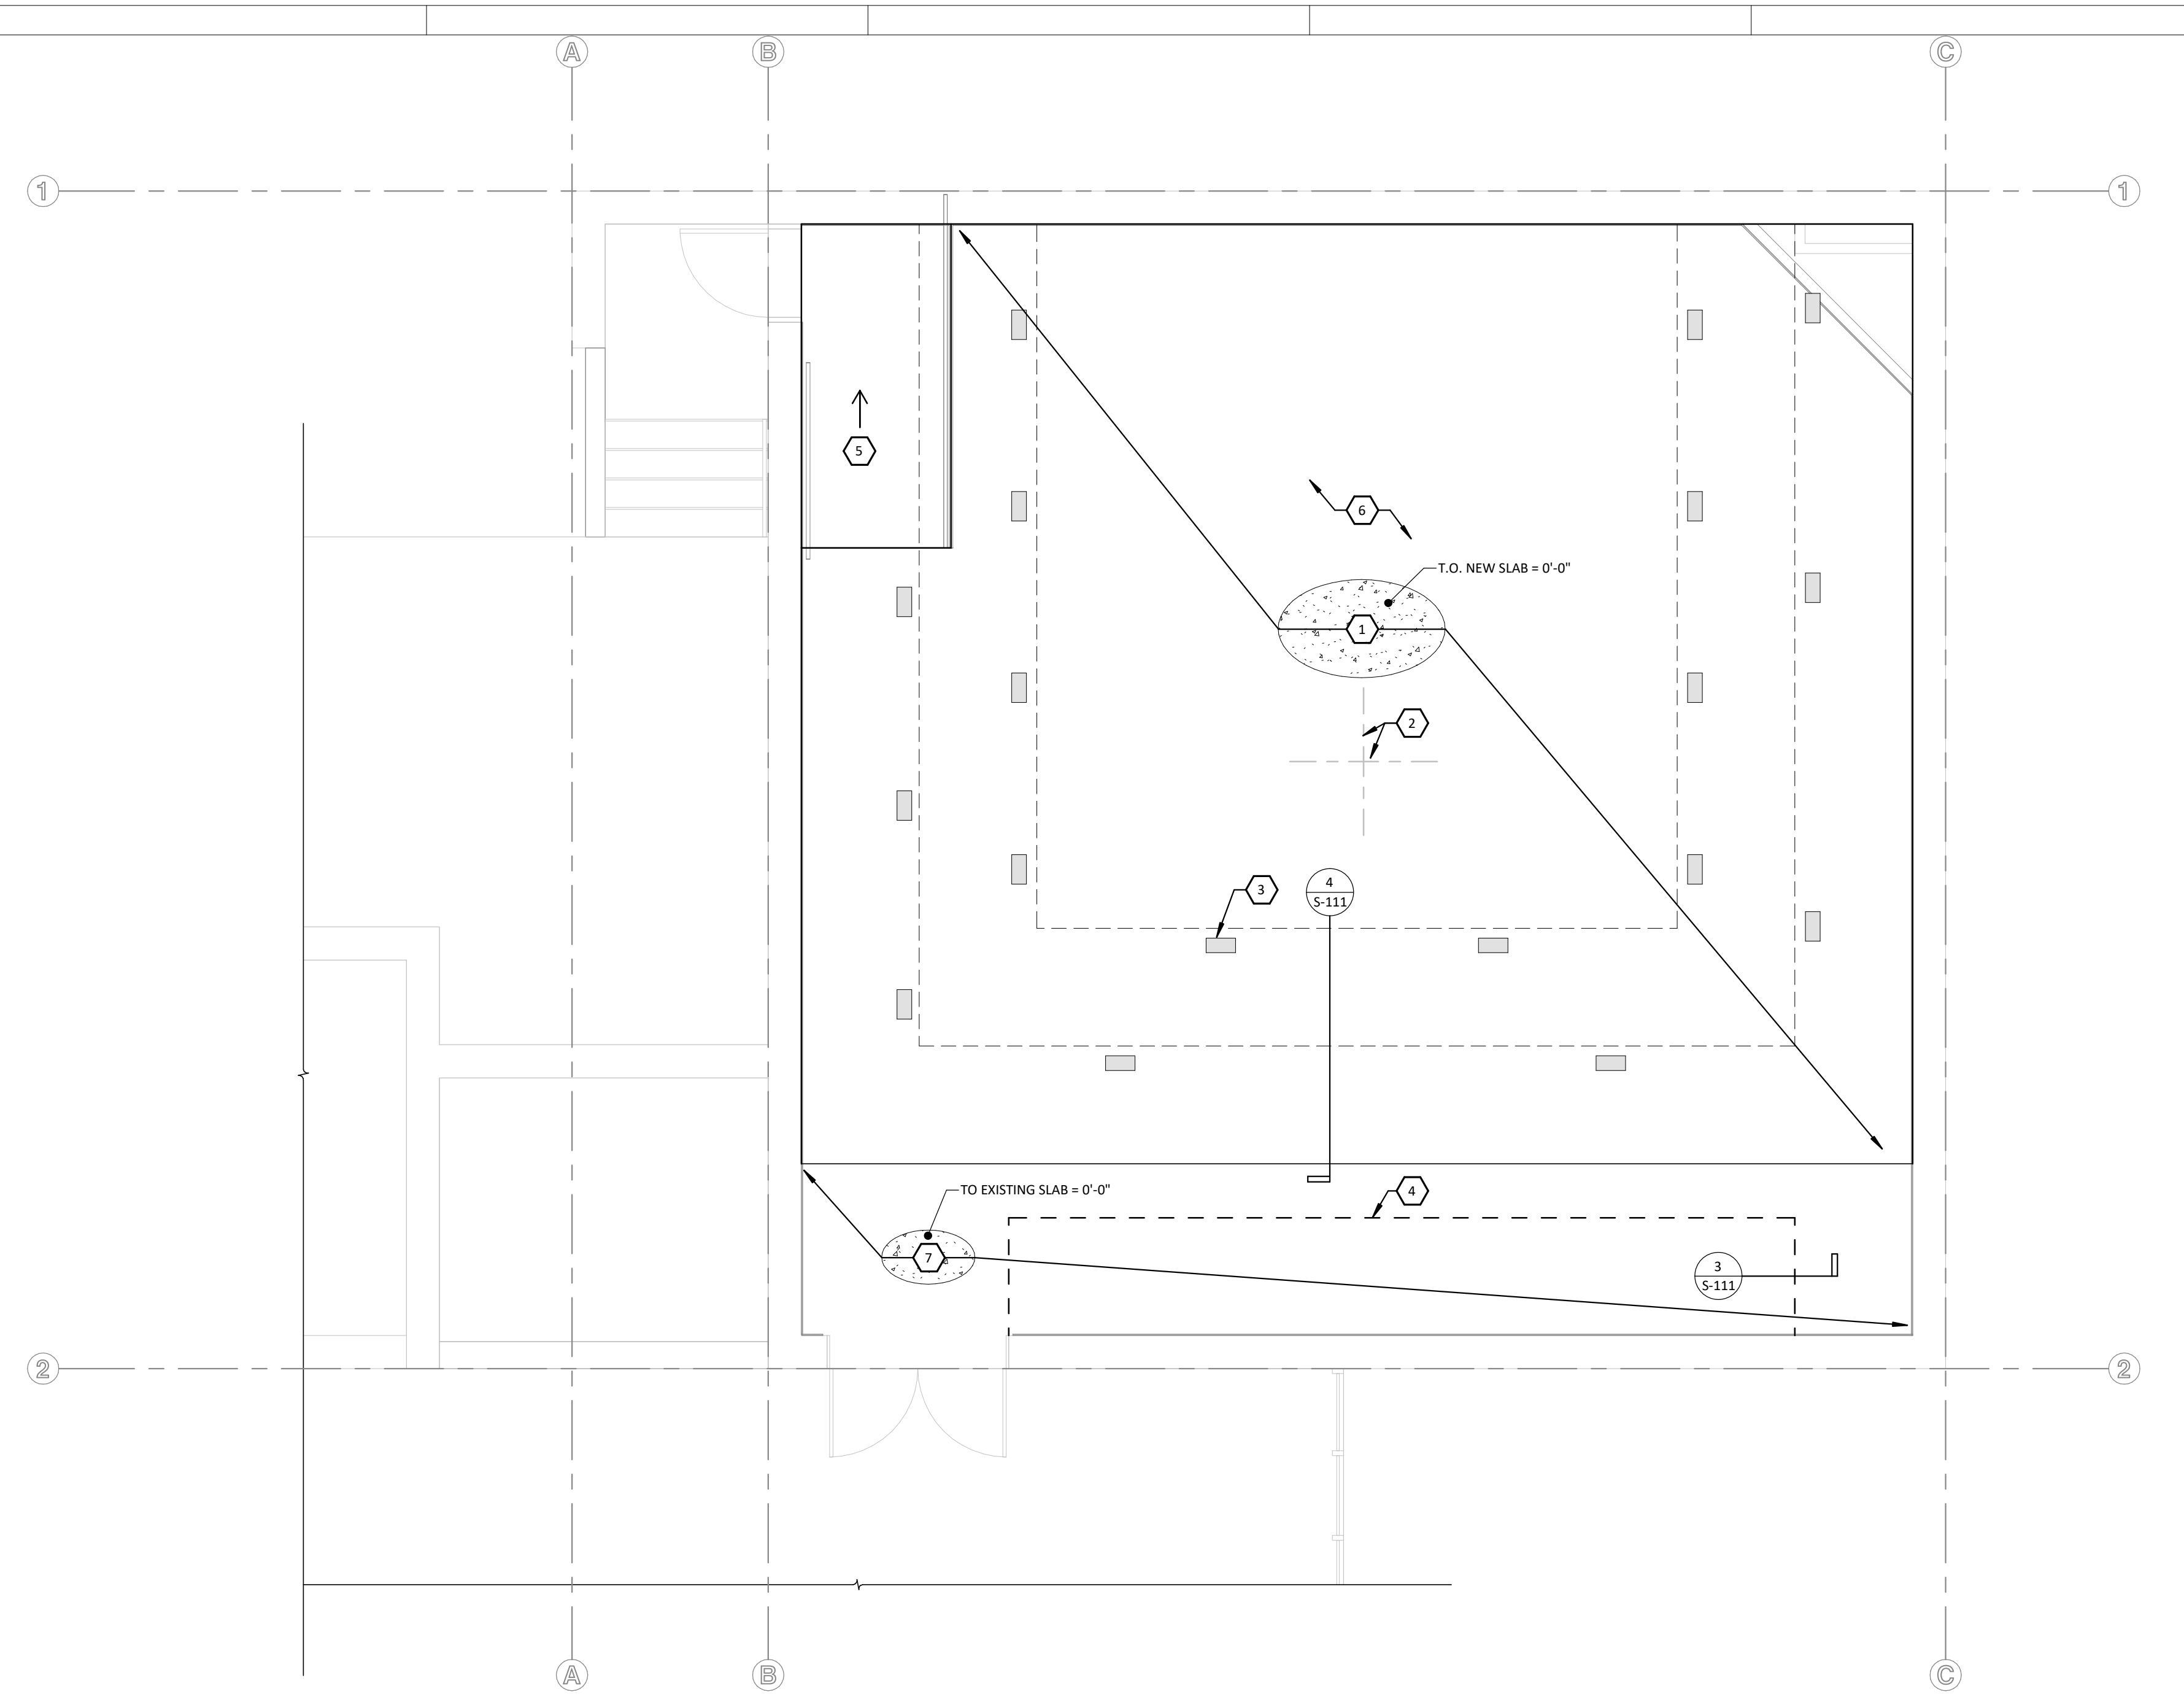 A
B
C
1
1
5
6
T.O. NEW SLAB = 0'-0"
1
2
3
4
S-111
TO EXISTING SLAB = 0'-0"
4
7
3
S-111
2
2
A
B
C